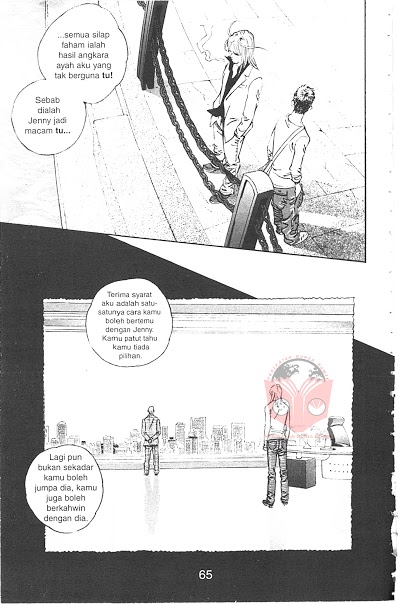 ...semua silap
faham ialah
hasil angkara
ayah aku yang
tak berguna tu!
Sebab
dialah
Jenny jadi
macam tu...
Terima syarat
aku adalah satu-
satunya cara kamu
boleh bertemu
dengan Jenny.
Kamu patut tahu
kamu tiada
pilihan.
Lagi pun
bukan sekadar
kamu boleh
jumpa dia, kamu
juga boleh
berkahwin
dengan dia.
65